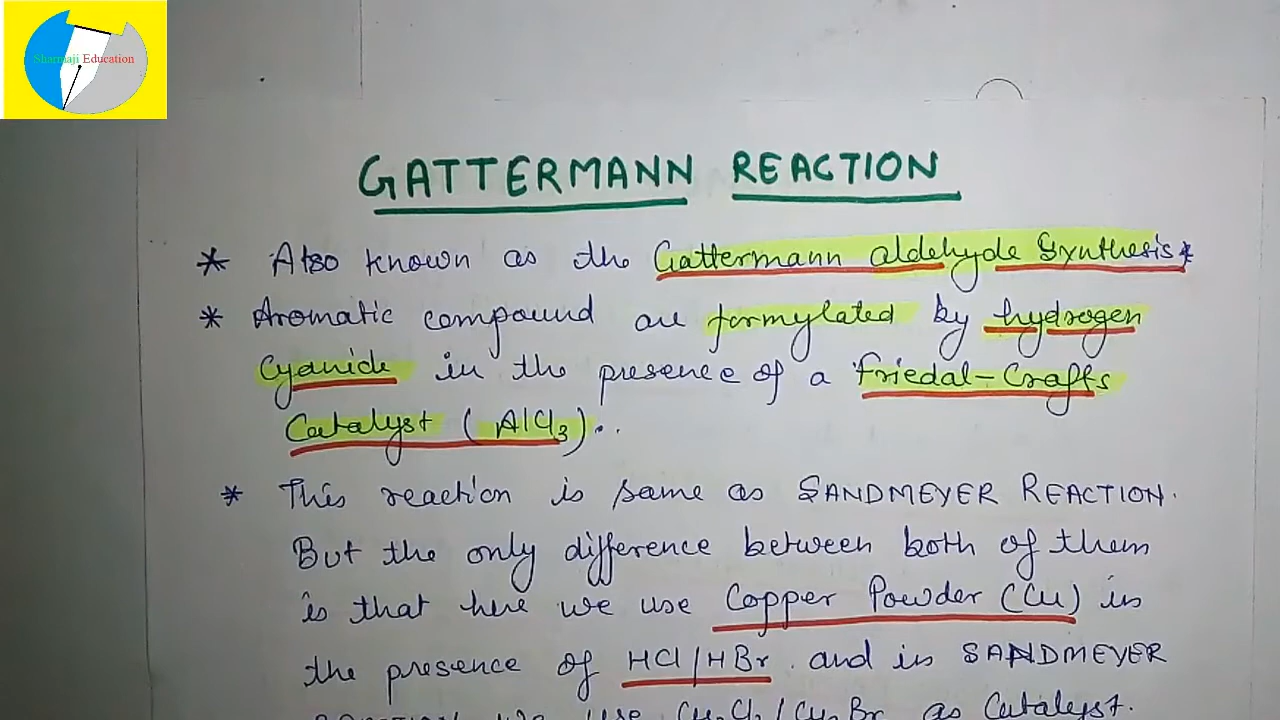 Sharmaji Education
GATTERMANN REACTION
* Also known as the Gattermann aldehyde Synthesis*
* Aromatic compound are formylated by hydrogen
Cyanide in the presence of a Friedal-Crafts
Catalyst (AlCl3)..
* This reaction is same as SANDMEYER REACTION.
But the only difference between both of them
is that here we use Copper Powder (Cu) in
the presence of HCl/HBr. and in SANDMEYER
we use Cu2Cl2/Cu2Br as Catalyst.